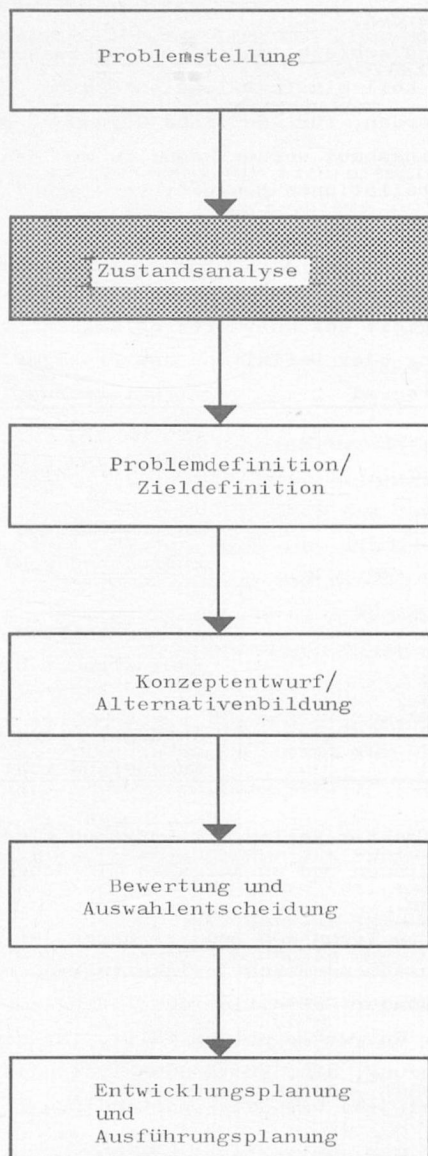 Problemstellung
Zustandsanalyse
Problemdefinition/
Zieldefinition
Konzeptentwurf/
Alternativenbildung
Bewertung und
Auswahlentscheidung
Entwicklungsplanung
und
Ausführungsplanung